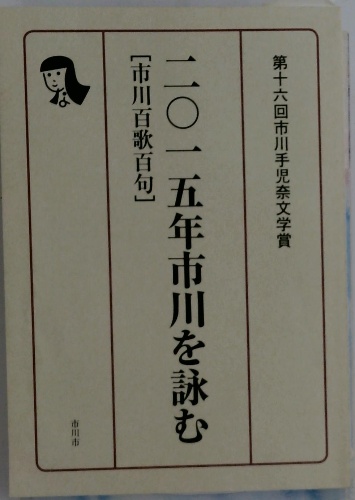 第十六回市川手児奈文学賞
二〇一五年市川を詠む
[市川百歌百句]
な
市川市